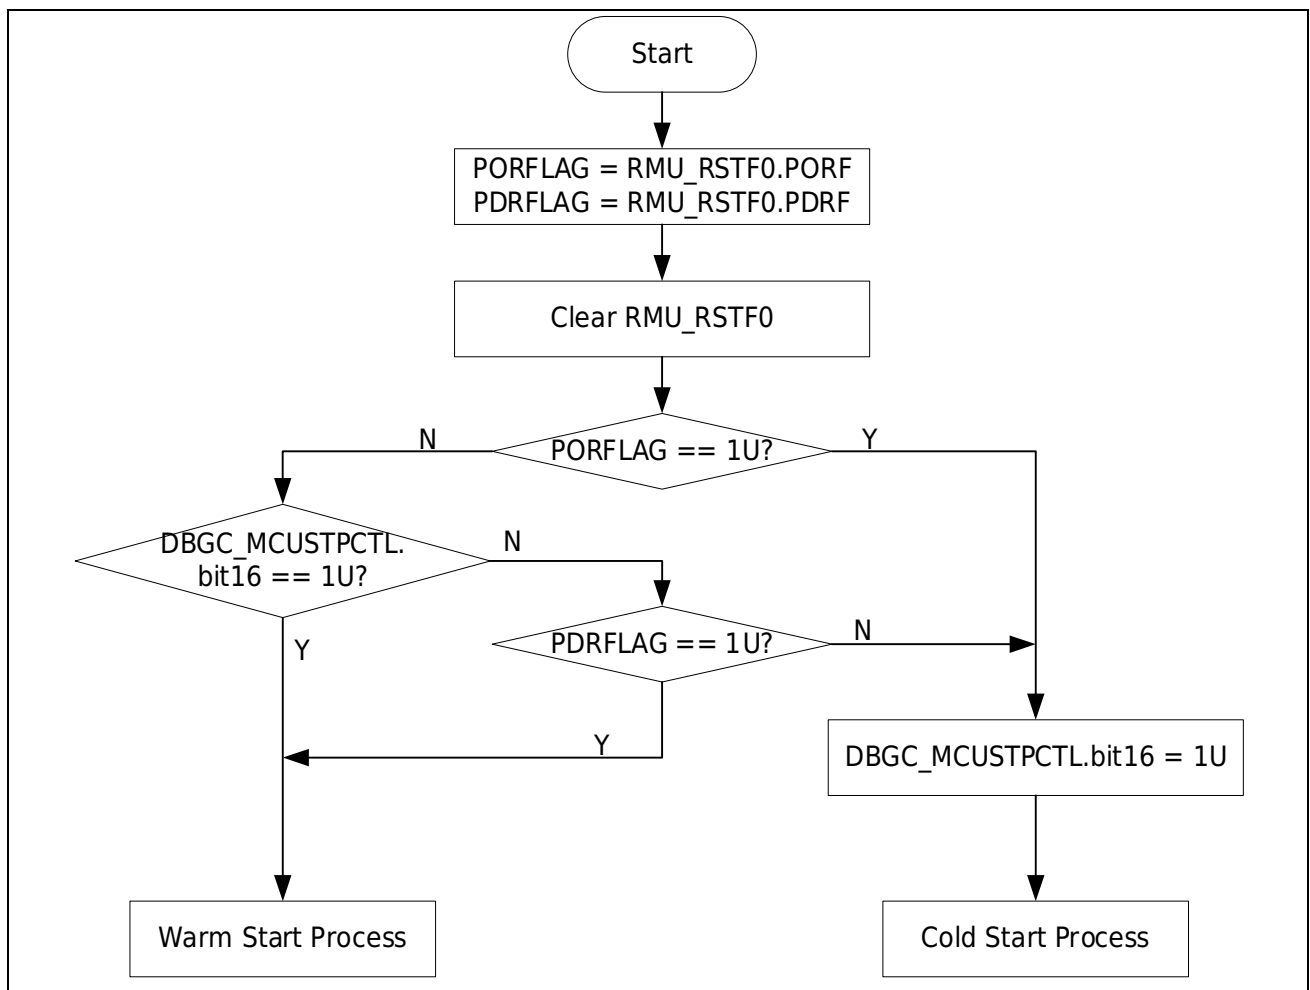 Start
PORFLAG = RMU_RSTF0.PORF
PDRFLAG = RMU_RSTF0.PDRF
Clear RMU_RSTF0
N
PORFLAG == 1U?
Y
DBGC_MCUSTPCTL.
bit16 == 1U?
N
Y
PDRFLAG == 1U?
N
Y
DBGC_MCUSTPCTL.bit16 = 1U
Warm Start Process
Cold Start Process